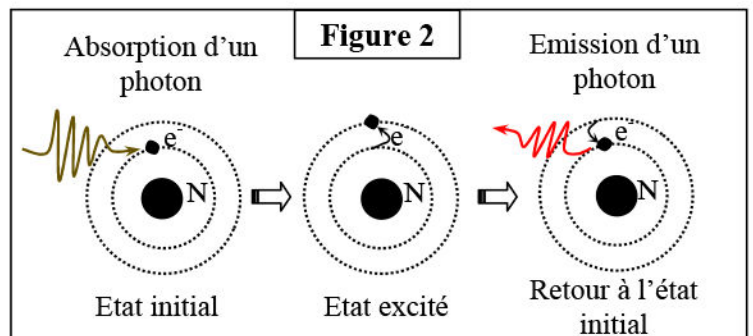 Figure 2
Absorption d'un
photon
Emission d'un
photon
e-
N
e
N
e-
N
Etat initial
Etat excité
Retour à l'état
initial